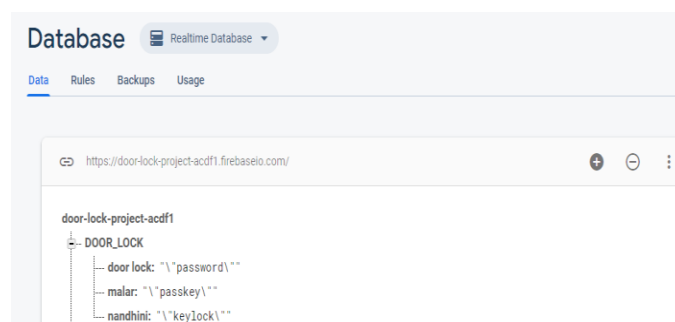 Database Realtime Database
Data Rules Backups Usage
https://door-lock-project-acdf1.firebaseio.com/
door-lock-project-acdf1
DOOR_LOCK
door lock: "\"password\""
malar: "\"passkey\""
nandhini: "\"keylock\""